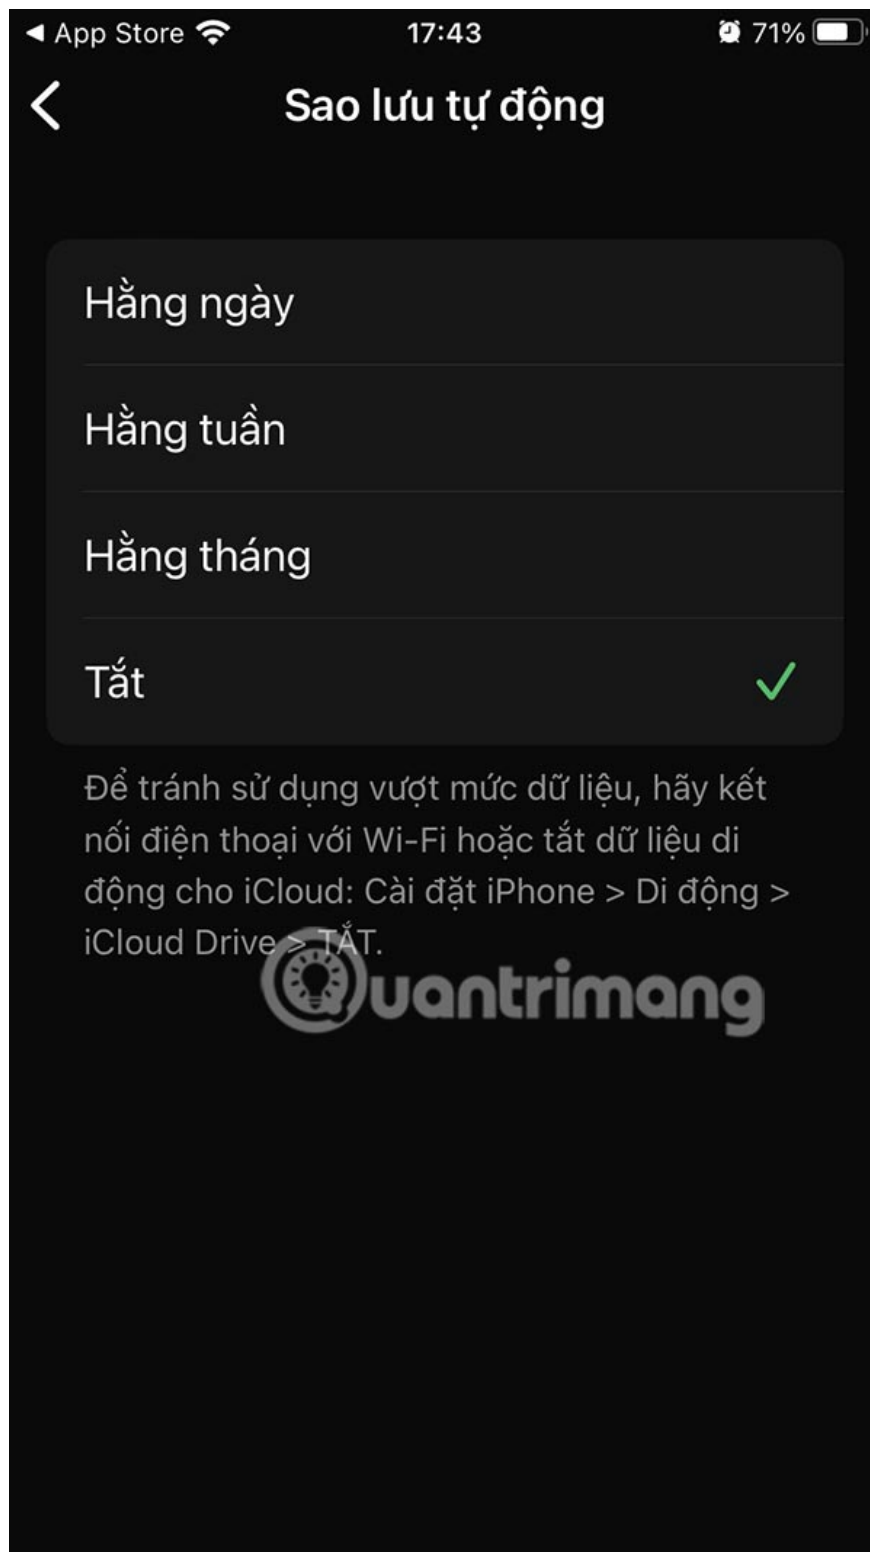 App Store 17:43 71%
Sao lưu tự động
Hằng ngày
Hằng tuần
Hằng tháng
Tắt
Để tránh sử dụng vượt mức dữ liệu, hãy kết
nối điện thoại với Wi-Fi hoặc tắt dữ liệu di
động cho iCloud: Cài đặt iPhone > Di động >
iCloud Drive > TẮT.
Quantrimang